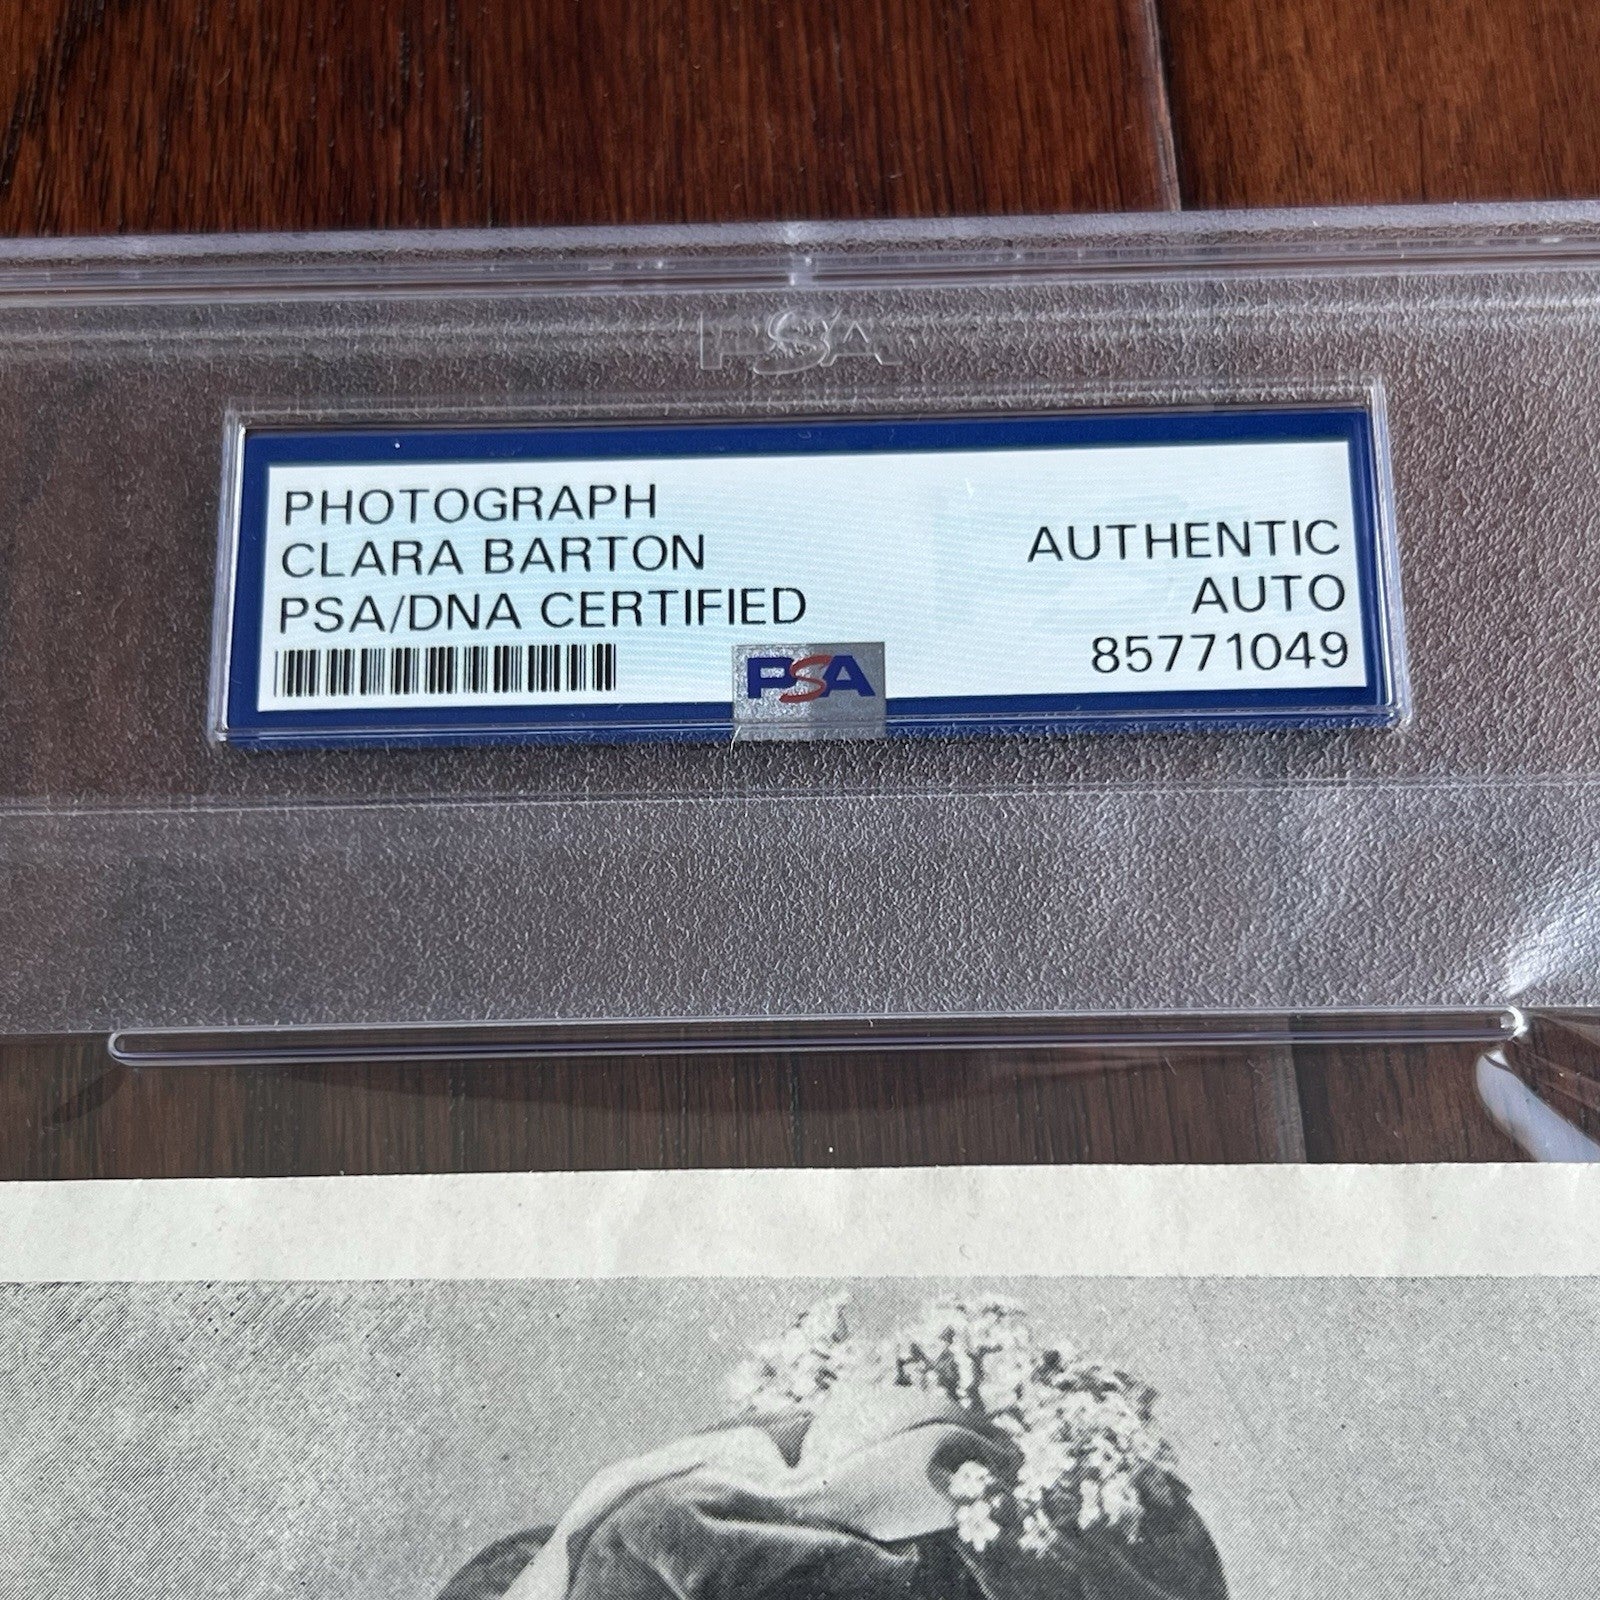 PSA
PHOTOGRAPH
CLARA BARTON
PSA/DNA CERTIFIED
AUTHENTIC
AUTO
85771049
PSA